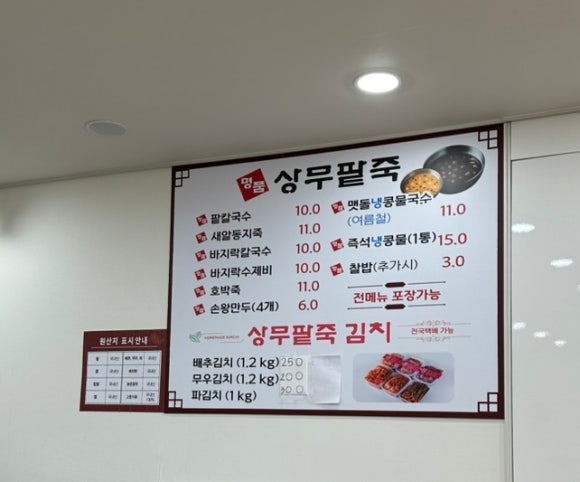 명품 상무팥죽
팥칼국수 10.0
새알동지죽 11.0
바지락칼국수 10.0
바지락수제비 10.0
호박죽 11.0
손왕만두(4개) 6.0
맷돌냉콩물국수 11.0
(여름철)
즉석냉콩물(1통) 15.0
찰밥(추가시) 3.0
전메뉴 포장가능
HOMEMADE KIMCHI 상무팥죽 김치 전국택배 가능
배추김치 (1.2 kg)
무우김치 (1.2 kg)
파김치 (1 kg)
원산지 표시안내